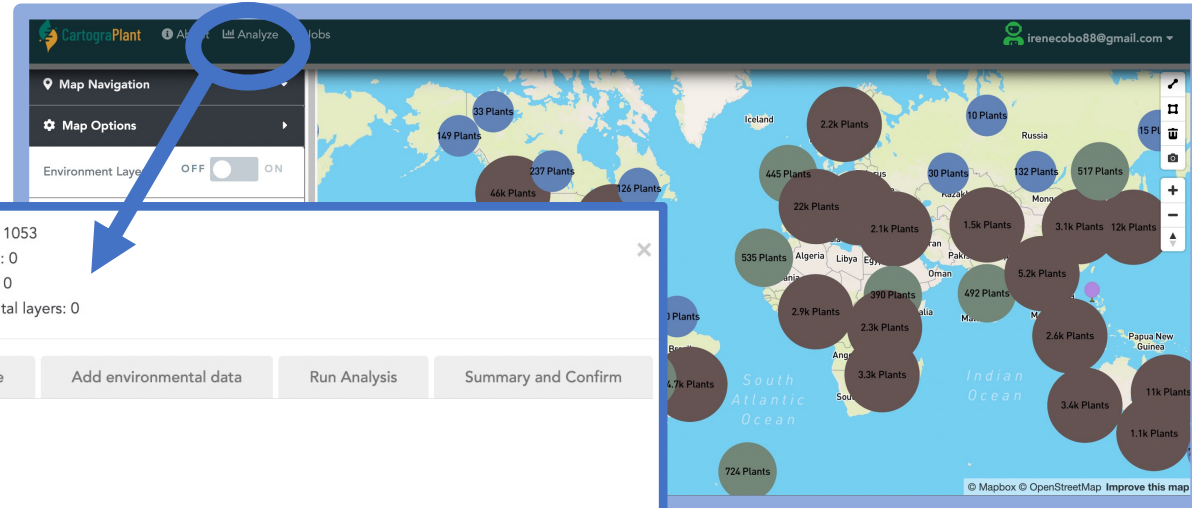 CartograPlant
Analyze
Jobs
irenecobo88@gmail.com
Map Navigation
Map Options
OFF
ON
1053
: 0
0
tal layers: 0
×
Add environmental data
Run Analysis
Summary and Confirm
33 Plants
149 Plants
237 Plants
46k Plants
126 Plants
Iceland
2.2k Plants
10 Plants
Russia
445 Plants
30 Plants
132 Plants
517 Plants
22k Plants
2.1k Plants
1.5k Plants
3.1k Plants
12k Plants
535 Plants
Algeria
Libya
Oman
390 Plants
492 Plants
5.2k Plants
2.9k Plants
2.3k Plants
2.6k Plants
Papua New
Guinea
3.3k Plants
4.7k Plants
South
Atlantic
Ocean
Indian
Ocean
3.4k Plants
11k Plants
1.1k Plants
724 Plants
© Mapbox © OpenStreetMap Improve this map